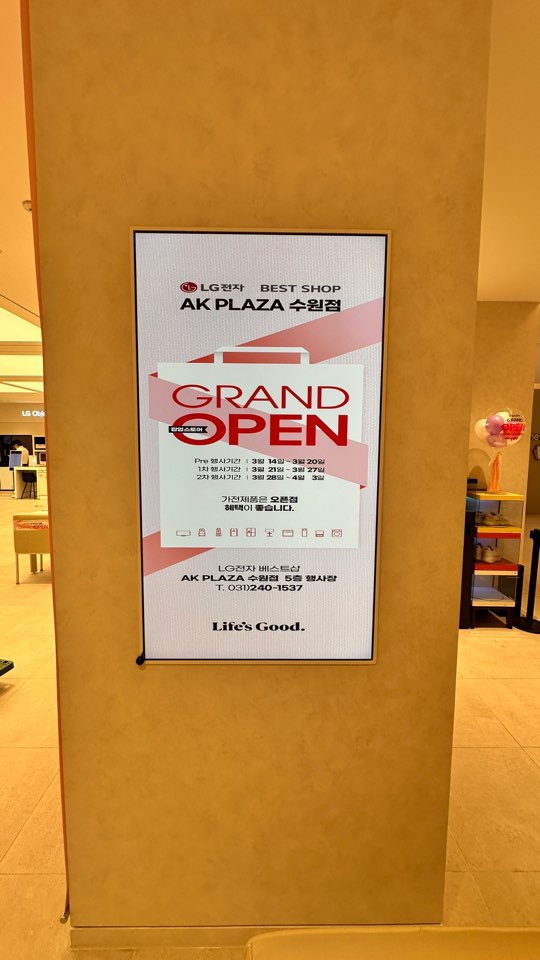 LG전자 BEST SHOP
AK PLAZA 수원점
GRAND
팝업스토어
OPEN
Pre 행사기간 | 3월 14일 ~ 3월 20일
1차 행사기간 | 3월 21일 ~ 3월 27일
2차 행사기간 | 3월 28일 ~ 4월 3일
가전제품은 오픈점
혜택이 좋습니다.
LG전자 베스트샵
AK PLAZA 수원점 5층 행사장
T. 031)240-1537
Life's Good.
LG Obje
GRAND
OPEN